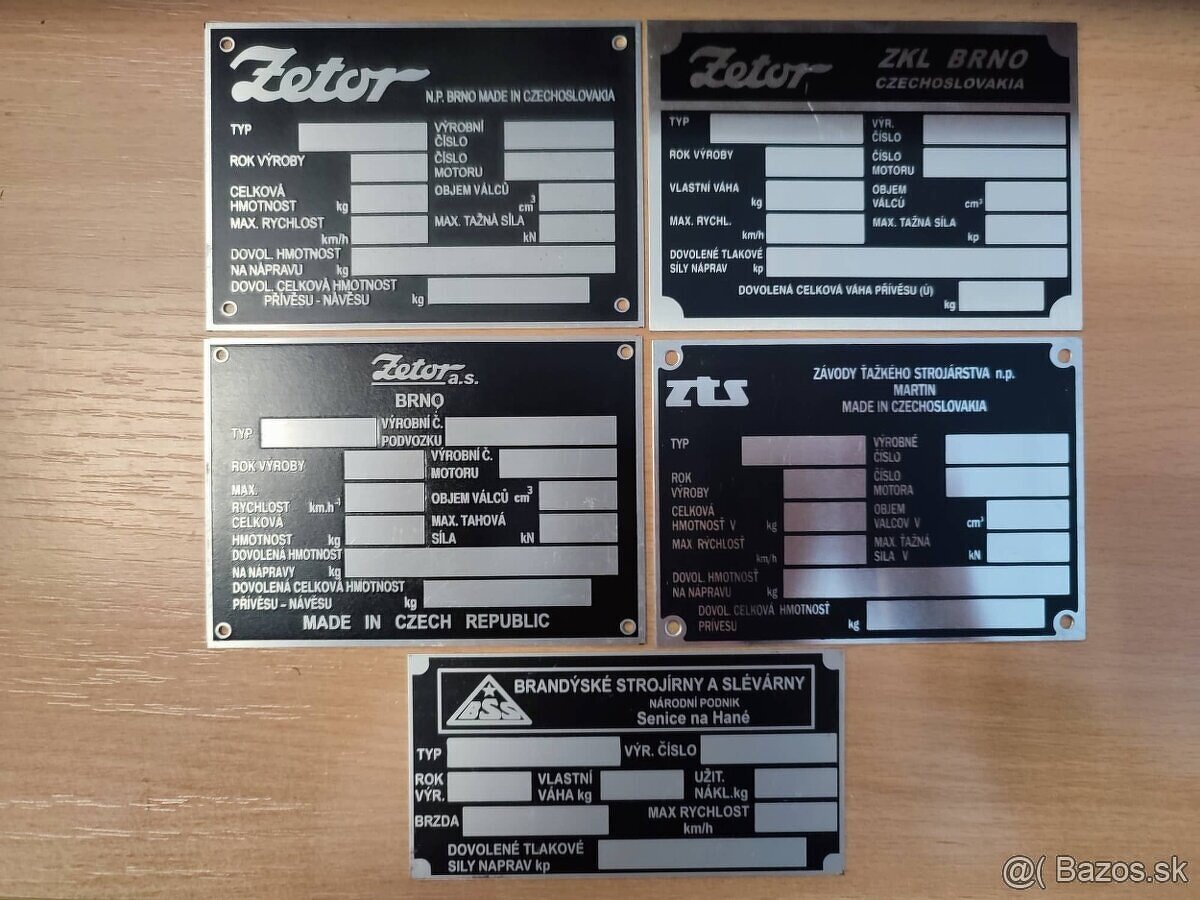 Zetor
N.P. BRNO MADE IN CZECHOSLOVAKIA
TYP
VÝROBNÍ
ČÍSLO
ROK VÝROBY
ČÍSLO
MOTORU
CELKOVÁ
HMOTNOST kg
OBJEM VÁLCŮ cm³
MAX. RYCHLOST
km/h
MAX. TAŽNÁ SÍLA
kN
DOVOL. HMOTNOST
NA NÁPRAVU kg
DOVOL. CELKOVÁ HMOTNOST
PŘÍVĚSU - NÁVĚSU kg
Zetor ZKL BRNO
CZECHOSLOVAKIA
TYP
VÝR.
ČÍSLO
ROK VÝROBY
ČÍSLO
MOTORU
VLASTNÍ VÁHA
kg
OBJEM
VÁLCŮ cm³
MAX. RYCHL.
km/h
MAX. TAŽNÁ SÍLA
kp
DOVOLENÉ TLAKOVÉ
SÍLY NÁPRAV kp
DOVOLENÁ CELKOVÁ VÁHA PŘÍVĚSU (Ú)
kg
Zetor a.s.
BRNO
TYP
VÝROBNÍ Č.
PODVOZKU
ROK VÝROBY
VÝROBNÍ Č.
MOTORU
MAX.
RYCHLOST km.h⁻¹
OBJEM VÁLCŮ cm³
CELKOVÁ
HMOTNOST kg
MAX. TAHOVÁ
SÍLA kN
DOVOLENÁ HMOTNOST
NA NÁPRAVY kg
DOVOLENÁ CELKOVÁ HMOTNOST
PŘÍVĚSU - NÁVĚSU kg
MADE IN CZECH REPUBLIC
zts
ZÁVODY ŤAŽKÉHO STROJÁRSTVA n.p.
MARTIN
MADE IN CZECHOSLOVAKIA
TYP
VÝROBNÉ
ČÍSLO
ROK
VÝROBY
ČÍSLO
MOTORA
CELKOVÁ
HMOTNOSŤ V kg
OBJEM
VALCOV V cm³
MAX RÝCHLOSŤ
km/h
MAX. ŤAŽNÁ
SILA V kN
DOVOL. HMOTNOSŤ
NA NÁPRAVU kg
DOVOL. CELKOVÁ HMOTNOSŤ
PRÍVESU kg
BSS
BRANDÝSKÉ STROJÍRNY A SLÉVÁRNY
NÁRODNÍ PODNIK
Senice na Hané
TYP
VÝR. ČÍSLO
ROK
VÝR.
VLASTNÍ
VÁHA kg
UŽIT.
NÁKL.kg
BRZDA
MAX RYCHLOST
km/h
DOVOLENÉ TLAKOVÉ
SILY NAPRAV kp
@( Bazos.sk